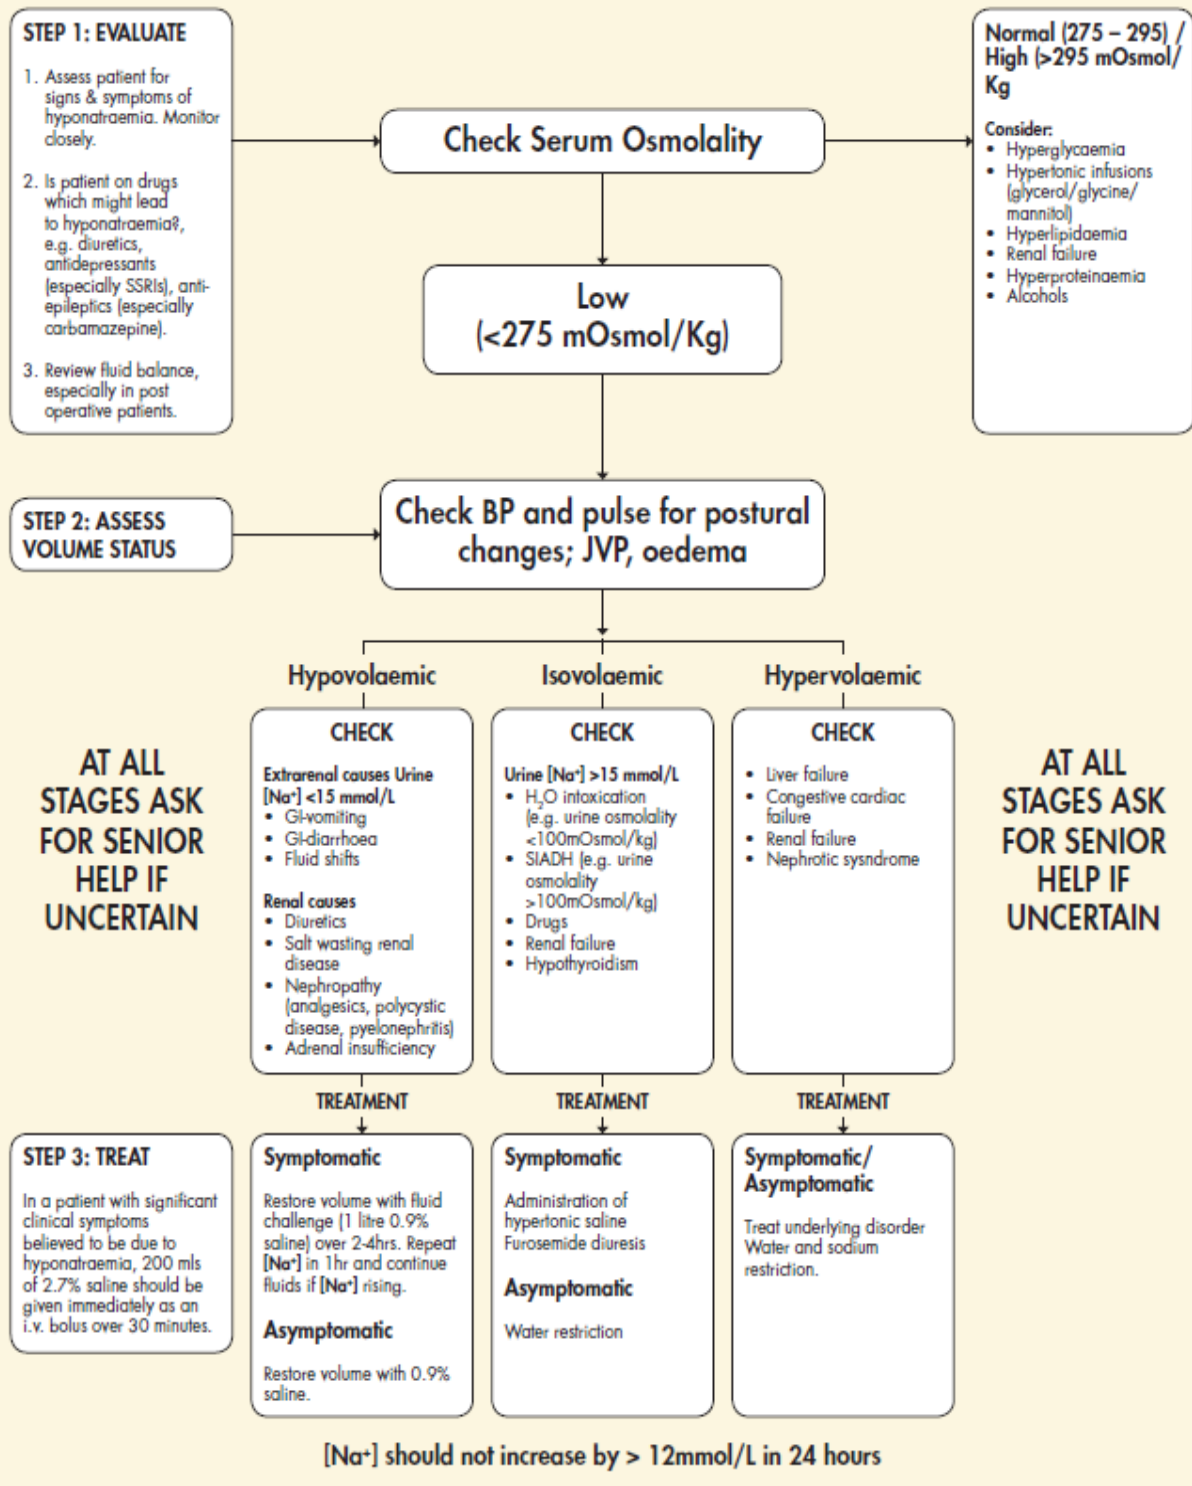 STEP 1: EVALUATE
1. Assess patient for
signs & symptoms of
hyponatraemia. Monitor
closely.
2. Is patient on drugs
which might lead
to hyponatraemia?,
e.g. diuretics,
antidepressants
(especially SSRIs), anti-
epileptics (especially
carbamazepine).
3. Review fluid balance,
especially in post
operative patients.
Check Serum Osmolality
Normal (275 – 295) /
High (>295 mOsmol/
Kg
Consider:
• Hyperglycaemia
• Hypertonic infusions
(glycerol/glycine/
mannitol)
• Hyperlipidaemia
• Renal failure
• Hyperproteinaemia
• Alcohols
Low
(<275 mOsmol/Kg)
STEP 2: ASSESS
VOLUME STATUS
Check BP and pulse for postural
changes; JVP, oedema
Hypovolaemic
Isovolaemic
Hypervolaemic
AT ALL
STAGES ASK
FOR SENIOR
HELP IF
UNCERTAIN
CHECK
Extrarenal causes Urine
[Na⁺] <15 mmol/L
• GI-vomiting
• GI-diarrhoea
• Fluid shifts
Renal causes
• Diuretics
• Salt wasting renal
disease
• Nephropathy
(analgesics, polycystic
disease, pyelonephritis)
• Adrenal insufficiency
CHECK
Urine [Na⁺] >15 mmol/L
• H₂O intoxication
(e.g. urine osmolality
<100mOsmol/kg)
• SIADH (e.g. urine
osmolality
>100mOsmol/kg)
• Drugs
• Renal failure
• Hypothyroidism
CHECK
• Liver failure
• Congestive cardiac
failure
• Renal failure
• Nephrotic sysndrome
AT ALL
STAGES ASK
FOR SENIOR
HELP IF
UNCERTAIN
TREATMENT
TREATMENT
TREATMENT
STEP 3: TREAT
In a patient with significant
clinical symptoms
believed to be due to
hyponatraemia, 200 mls
of 2.7% saline should be
given immediately as an
i.v. bolus over 30 minutes.
Symptomatic
Restore volume with fluid
challenge (1 litre 0.9%
saline) over 2-4hrs. Repeat
[Na⁺] in 1hr and continue
fluids if [Na⁺] rising.
Asymptomatic
Restore volume with 0.9%
saline.
Symptomatic
Administration of
hypertonic saline
Furosemide diuresis
Asymptomatic
Water restriction
Symptomatic/
Asymptomatic
Treat underlying disorder
Water and sodium
restriction.
[Na⁺] should not increase by > 12mmol/L in 24 hours